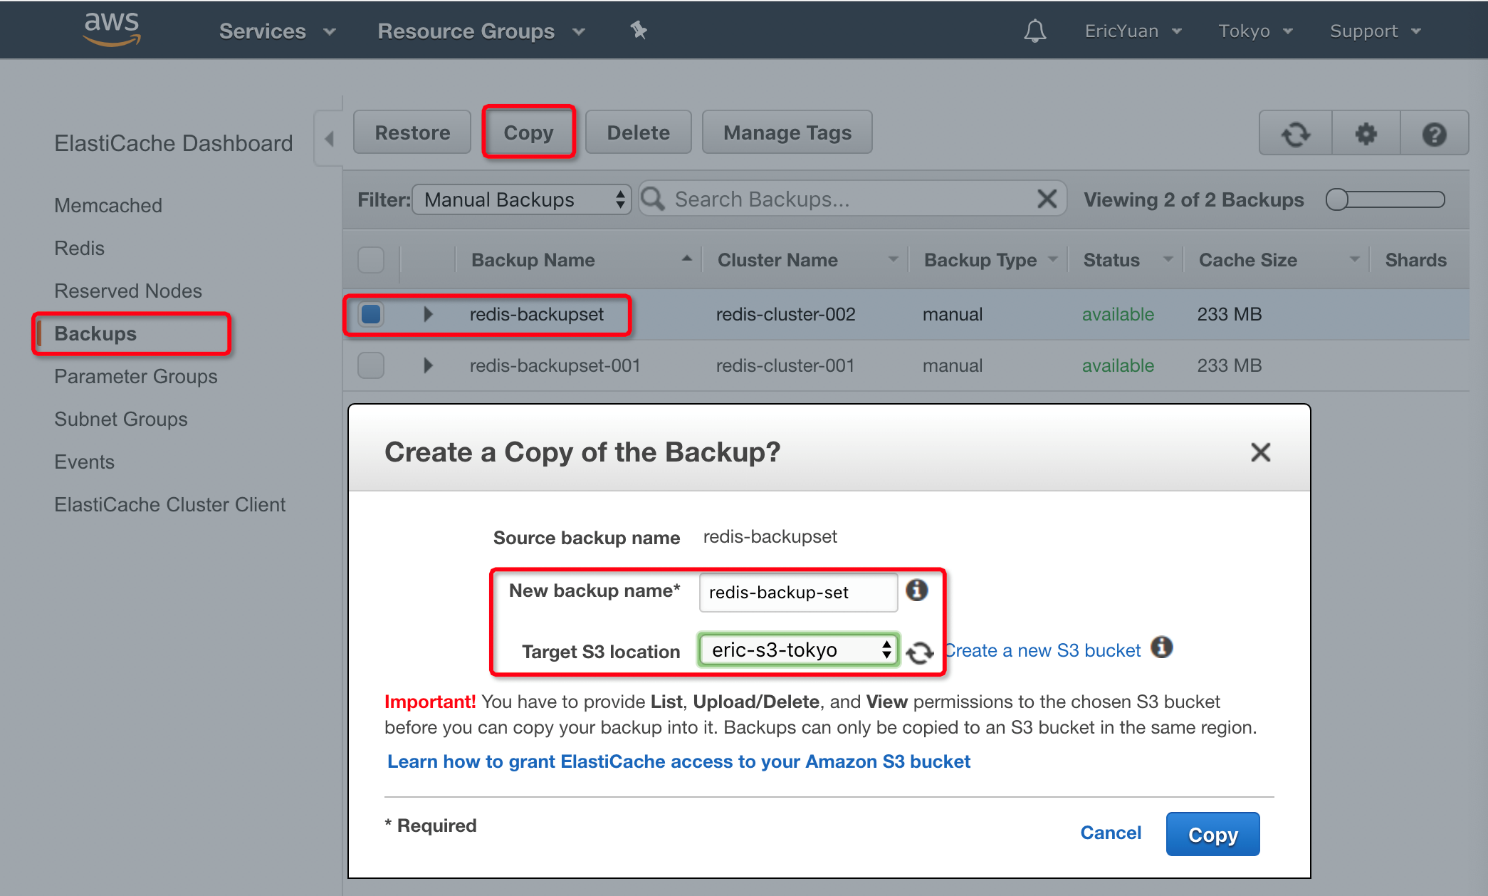 aws Services Resource Groups EricYuan Tokyo Support
ElastiCache Dashboard
Memcached
Redis
Reserved Nodes
Backups
Parameter Groups
Subnet Groups
Events
ElastiCache Cluster Client
Restore Copy Delete Manage Tags
Filter: Manual Backups Search Backups... Viewing 2 of 2 Backups
Backup Name Cluster Name Backup Type Status Cache Size Shards
redis-backupset redis-cluster-002 manual available 233 MB
redis-backupset-001 redis-cluster-001 manual available 233 MB
Create a Copy of the Backup?
Source backup name redis-backupset
New backup name* redis-backup-set
Target S3 location eric-s3-tokyo Create a new S3 bucket
Important! You have to provide List, Upload/Delete, and View permissions to the chosen S3 bucket
before you can copy your backup into it. Backups can only be copied to an S3 bucket in the same region.
Learn how to grant ElastiCache access to your Amazon S3 bucket
* Required
Cancel Copy